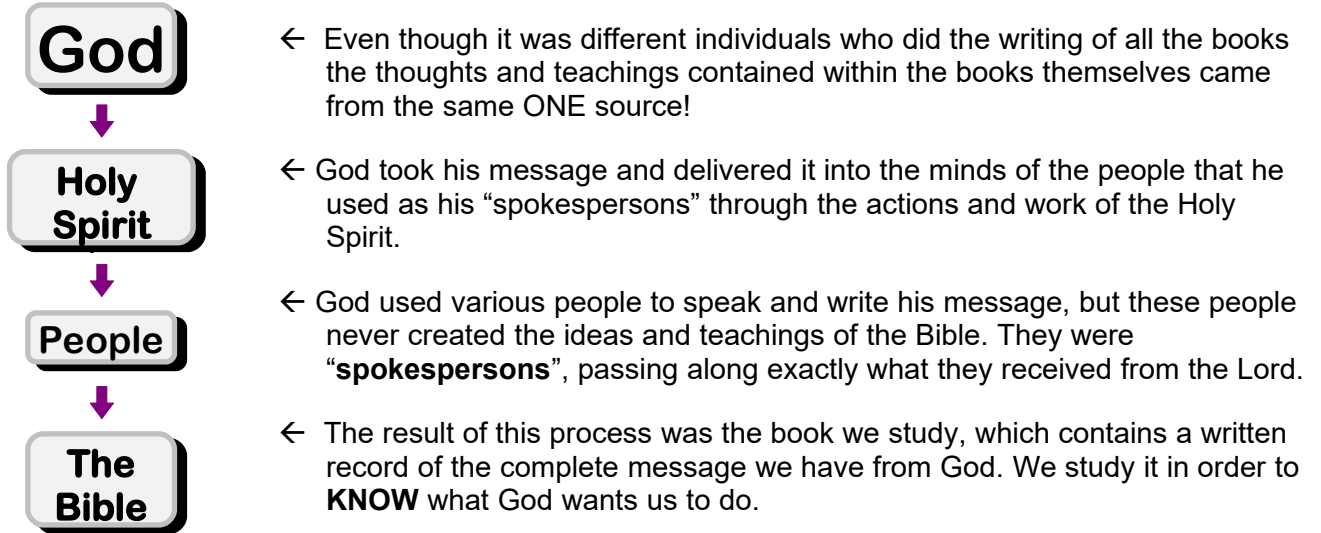 God
← Even though it was different individuals who did the writing of all the books
the thoughts and teachings contained within the books themselves came
from the same ONE source!
Holy
Spirit
← God took his message and delivered it into the minds of the people that he
used as his “spokespersons” through the actions and work of the Holy
Spirit.
People
← God used various people to speak and write his message, but these people
never created the ideas and teachings of the Bible. They were
“spokespersons”, passing along exactly what they received from the Lord.
The
Bible
← The result of this process was the book we study, which contains a written
record of the complete message we have from God. We study it in order to
KNOW what God wants us to do.